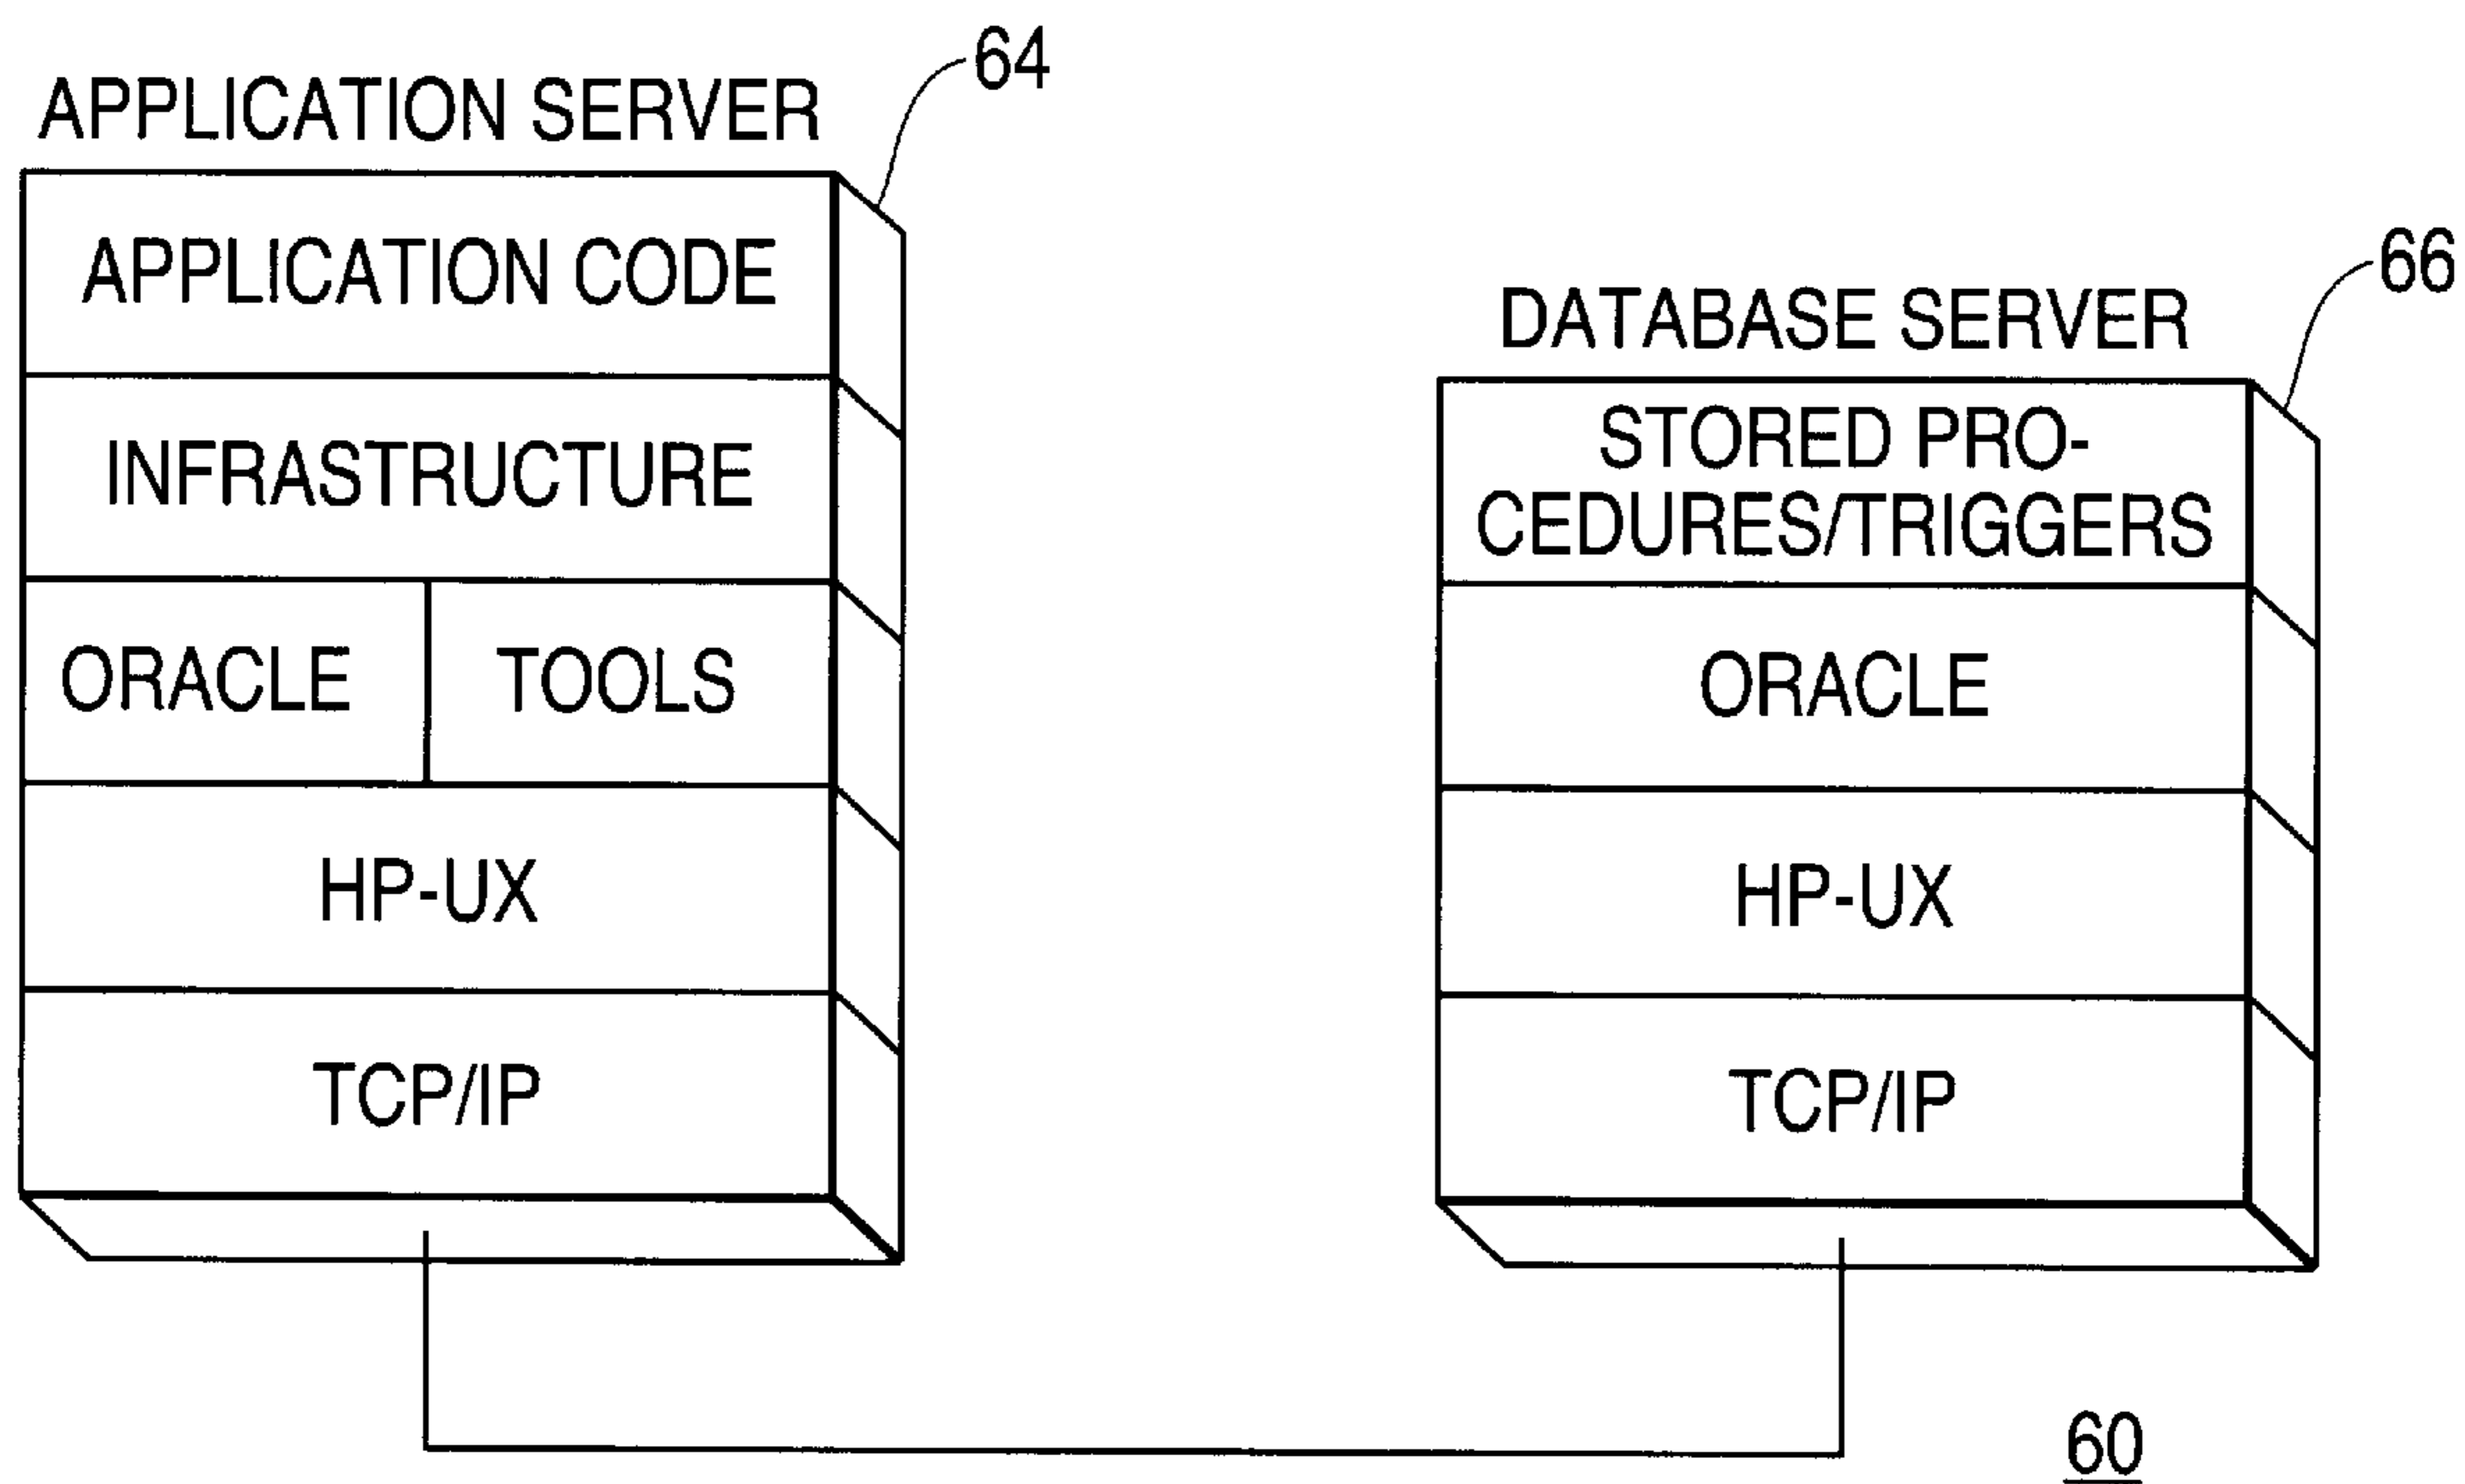 64
APPLICATION SERVER
APPLICATION CODE
INFRASTRUCTURE
ORACLE
TOOLS
HP-UX
TCP/IP
66
DATABASE SERVER
STORED PRO-
CEDURES/TRIGGERS
ORACLE
HP-UX
TCP/IP
60